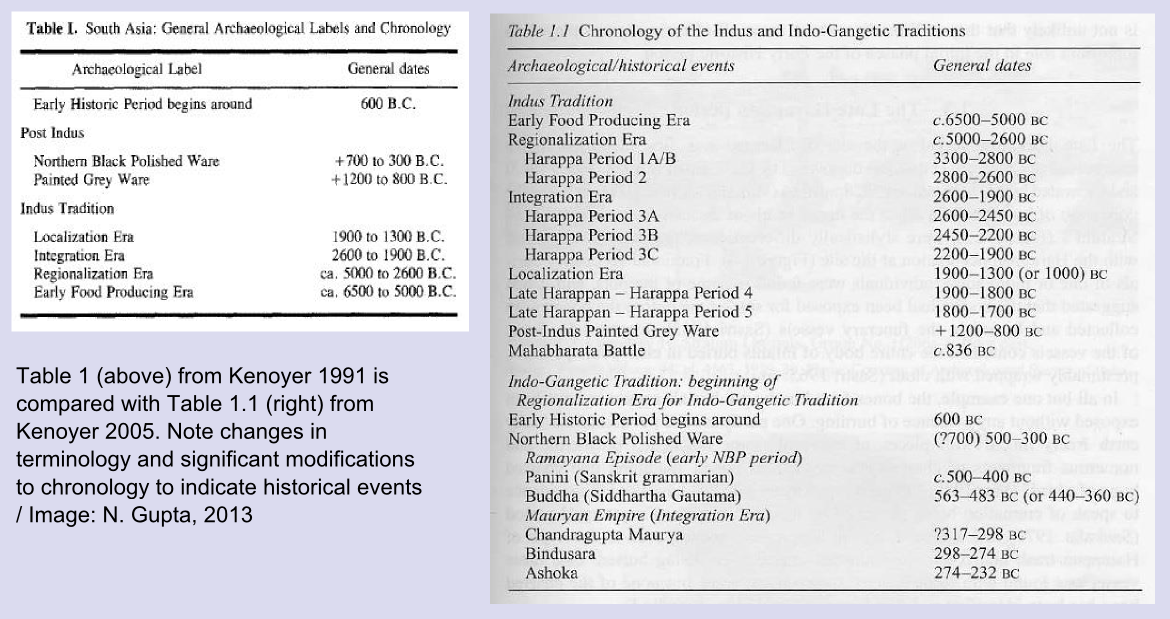 Table I. South Asia: General Archaeological Labels and Chronology
Archaeological Label General dates
Early Historic Period begins around 600 B.C.
Post Indus
Northern Black Polished Ware +700 to 300 B.C.
Painted Grey Ware +1200 to 800 B.C.
Indus Tradition
Localization Era 1900 to 1300 B.C.
Integration Era 2600 to 1900 B.C.
Regionalization Era ca. 5000 to 2600 B.C.
Early Food Producing Era ca. 6500 to 5000 B.C.
Table 1 (above) from Kenoyer 1991 is
compared with Table 1.1 (right) from
Kenoyer 2005. Note changes in
terminology and significant modifications
to chronology to indicate historical events
/ Image: N. Gupta, 2013
Table 1.1 Chronology of the Indus and Indo-Gangetic Traditions
Archaeological/historical events General dates
Indus Tradition
Early Food Producing Era c.6500–5000 BC
Regionalization Era c.5000–2600 BC
Harappa Period 1A/B 3300–2800 BC
Harappa Period 2 2800–2600 BC
Integration Era 2600–1900 BC
Harappa Period 3A 2600–2450 BC
Harappa Period 3B 2450–2200 BC
Harappa Period 3C 2200–1900 BC
Localization Era 1900–1300 (or 1000) BC
Late Harappan – Harappa Period 4 1900–1800 BC
Late Harappan – Harappa Period 5 1800–1700 BC
Post-Indus Painted Grey Ware +1200–800 BC
Mahabharata Battle c.836 BC
Indo-Gangetic Tradition: beginning of
Regionalization Era for Indo-Gangetic Tradition
Early Historic Period begins around 600 BC
Northern Black Polished Ware (?700) 500–300 BC
Ramayana Episode (early NBP period)
Panini (Sanskrit grammarian) c.500–400 BC
Buddha (Siddhartha Gautama) 563–483 BC (or 440–360 BC)
Mauryan Empire (Integration Era)
Chandragupta Maurya ?317–298 BC
Bindusara 298–274 BC
Ashoka 274–232 BC